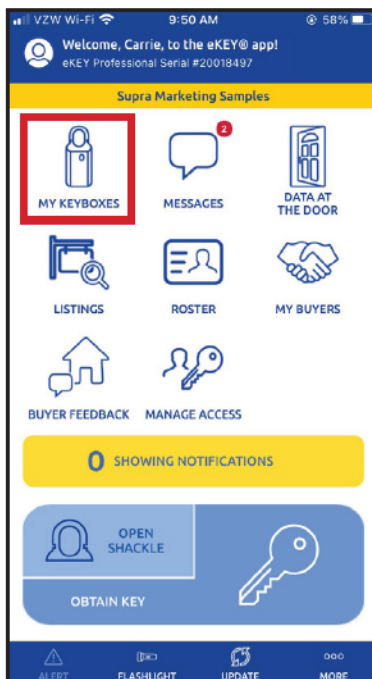 VZW Wi-Fi 9:50 AM 58%
Welcome, Carrie, to the eKEY® app!
eKEY Professional Serial #20018497
Supra Marketing Samples
2
MY KEYBOXES MESSAGES DATA AT THE DOOR
LISTINGS ROSTER MY BUYERS
BUYER FEEDBACK MANAGE ACCESS
0 SHOWING NOTIFICATIONS
OPEN
SHACKLE
OBTAIN KEY
ALERT FLASHLIGHT UPDATE MORE